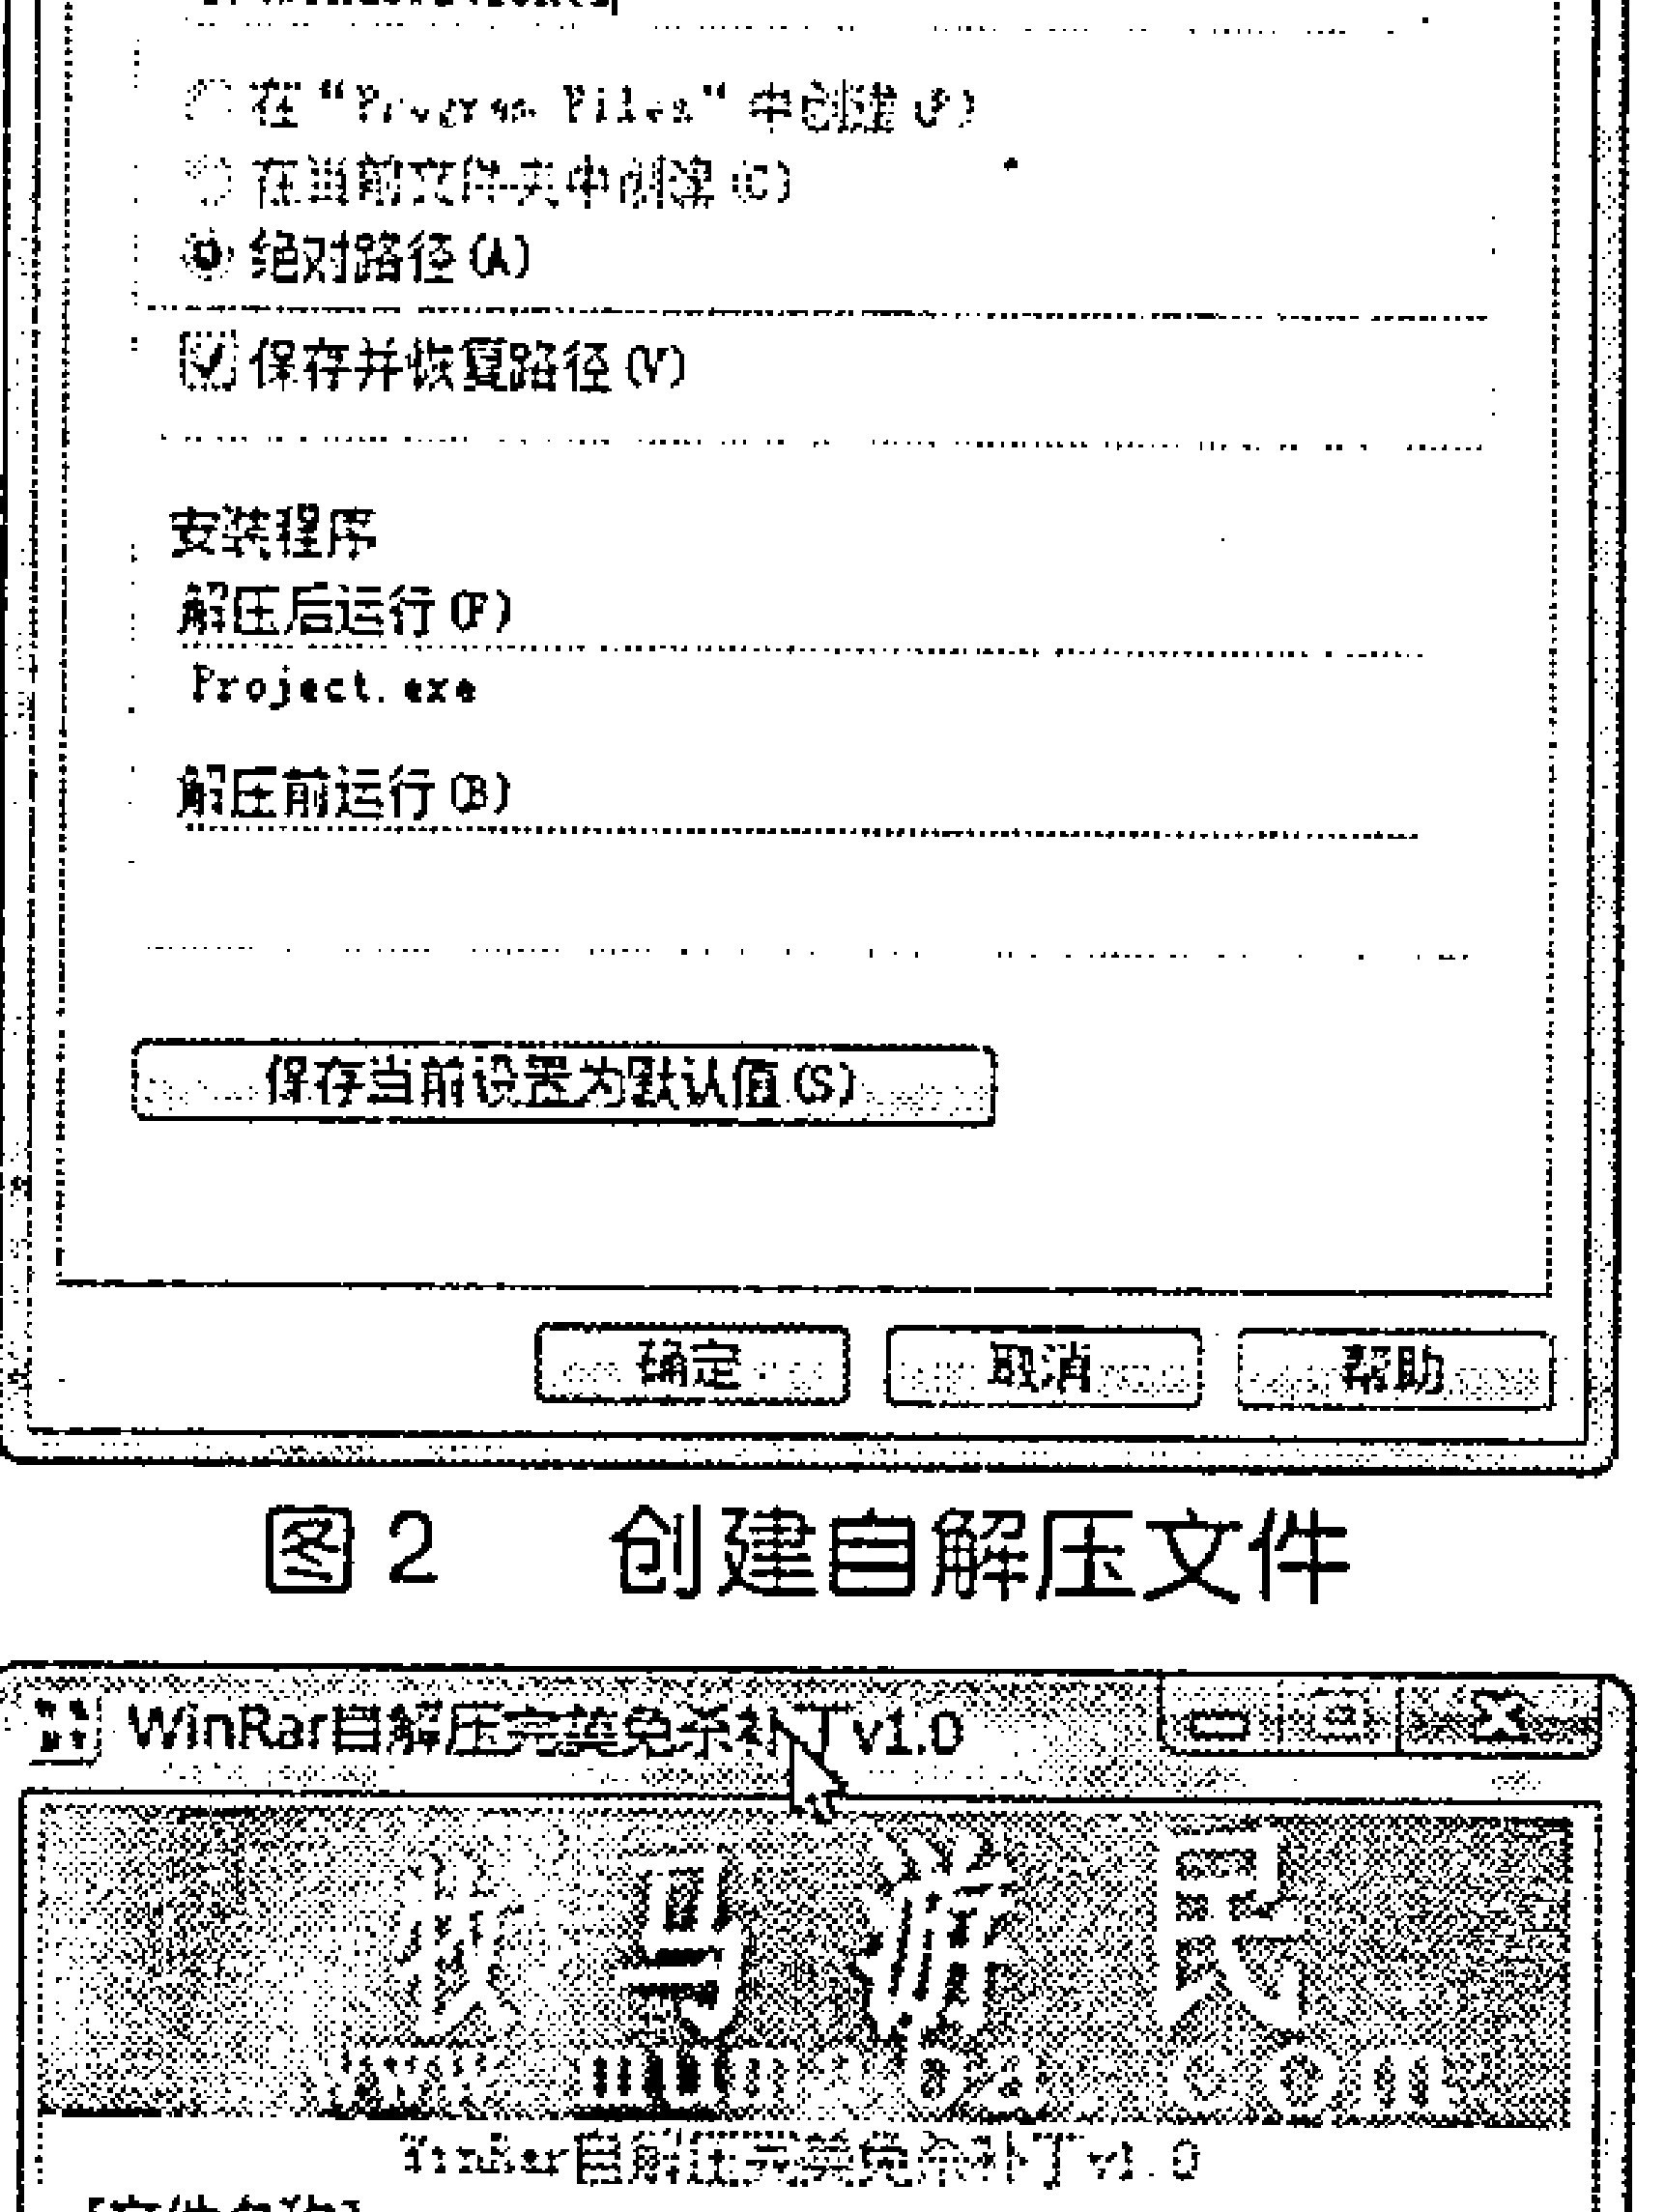 在“Program Files”中创建(P)
在当前文件夹中创建(C)
绝对路径(A)
保存并恢复路径(V)
安装程序
解压后运行(F)
Project.exe
解压前运行(B)
保存当前设置为默认值(S)
确定 取消 帮助
图2 创建自解压文件
WinRar自解压完美免杀补丁v1.0
游 民
WinRar自解压完美免杀补丁v1.0